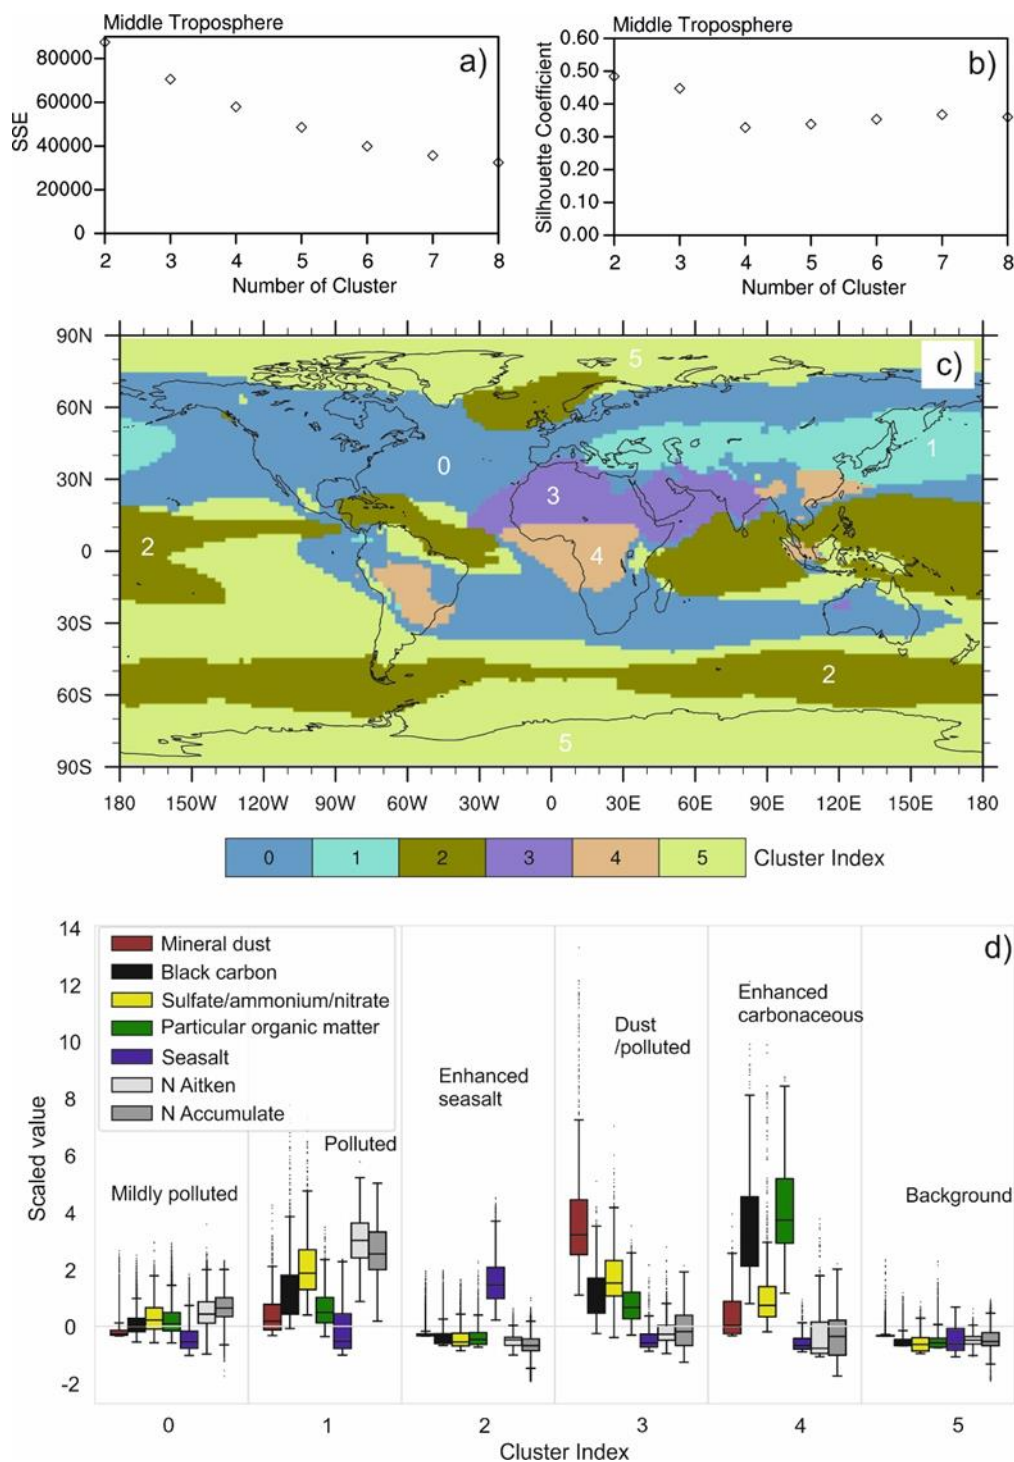 Middle Troposphere
a)
80000
60000
40000
20000
0
SSE
2 3 4 5 6 7 8
Number of Cluster
Middle Troposphere
b)
0.60
0.50
0.40
0.30
0.20
0.10
0.00
Silhouette Coefficient
2 3 4 5 6 7 8
Number of Cluster
c)
90N
60N
30N
0
30S
60S
90S
5
1
0
3
2
4
2
5
180 150W 120W 90W 60W 30W 0 30E 60E 90E 120E 150E 180
0 1 2 3 4 5 Cluster Index
d)
14
12
10
8
6
4
2
0
-2
Scaled value
Mineral dust
Black carbon
Sulfate/ammonium/nitrate
Particular organic matter
Seasalt
N Aitken
N Accumulate
Mildly polluted
Polluted
Enhanced
seasalt
Dust
/polluted
Enhanced
carbonaceous
Background
0 1 2 3 4 5
Cluster Index